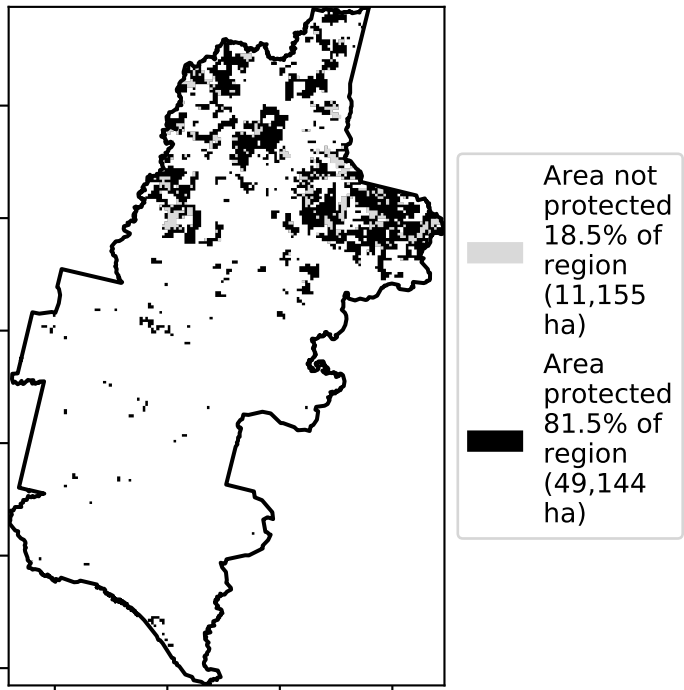 Area not
protected
18.5% of
region
(11,155
ha)
Area
protected
81.5% of
region
(49,144
ha)